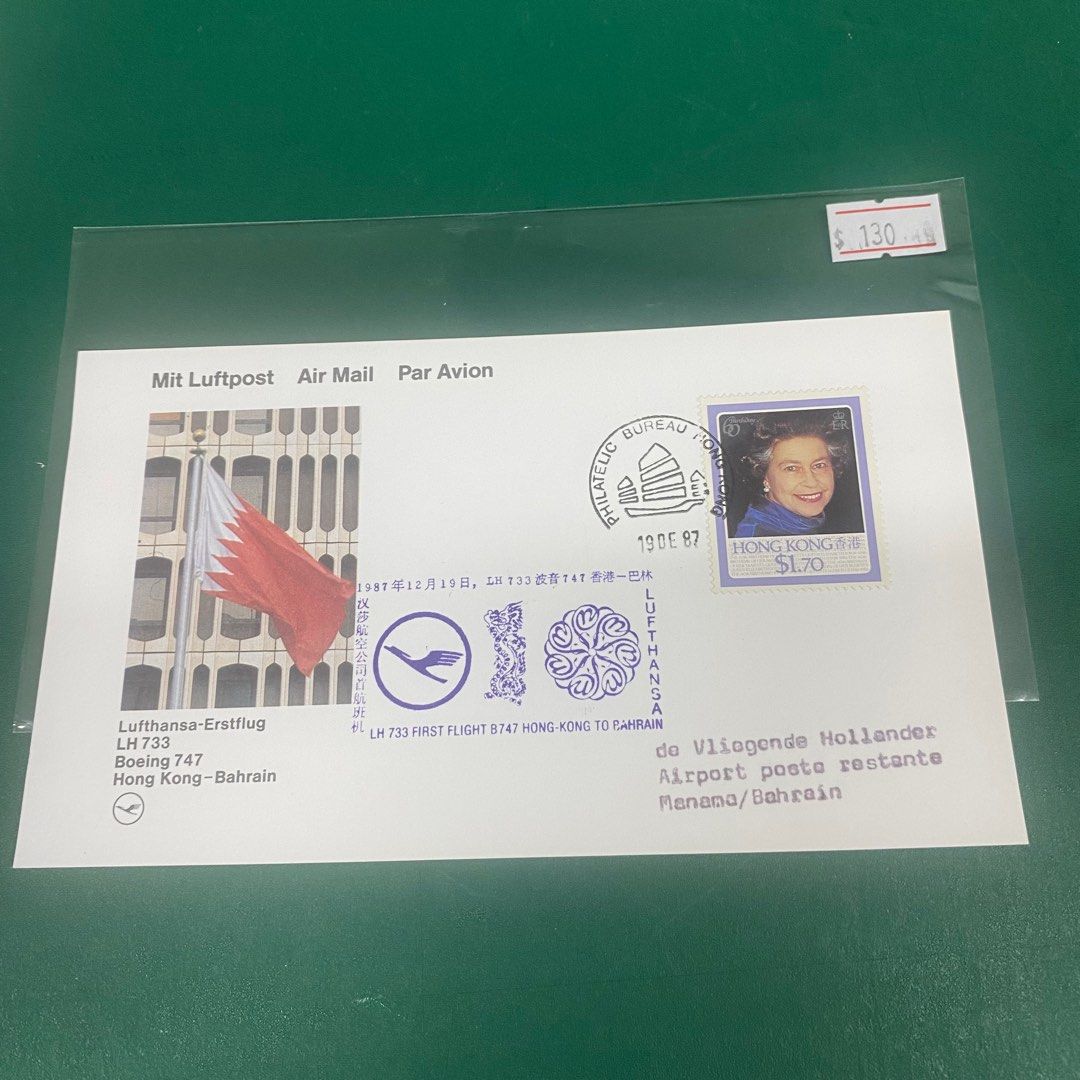 $ 130
Mit Luftpost Air Mail Par Avion
PHILATELIC BUREAU HONG KONG
19 DE 87
60th Birthday
ER
HONG KONG 香港
$1.70
1987年12月19日，LH 733 波音747 香港－巴林
汉莎航空公司首航班机
LUFTHANSA
LH 733 FIRST FLIGHT B747 HONG-KONG TO BAHRAIN
Lufthansa-Erstflug
LH 733
Boeing 747
Hong Kong-Bahrain
de Vliegende Hollander
Airport poste restante
Manama/Bahrain